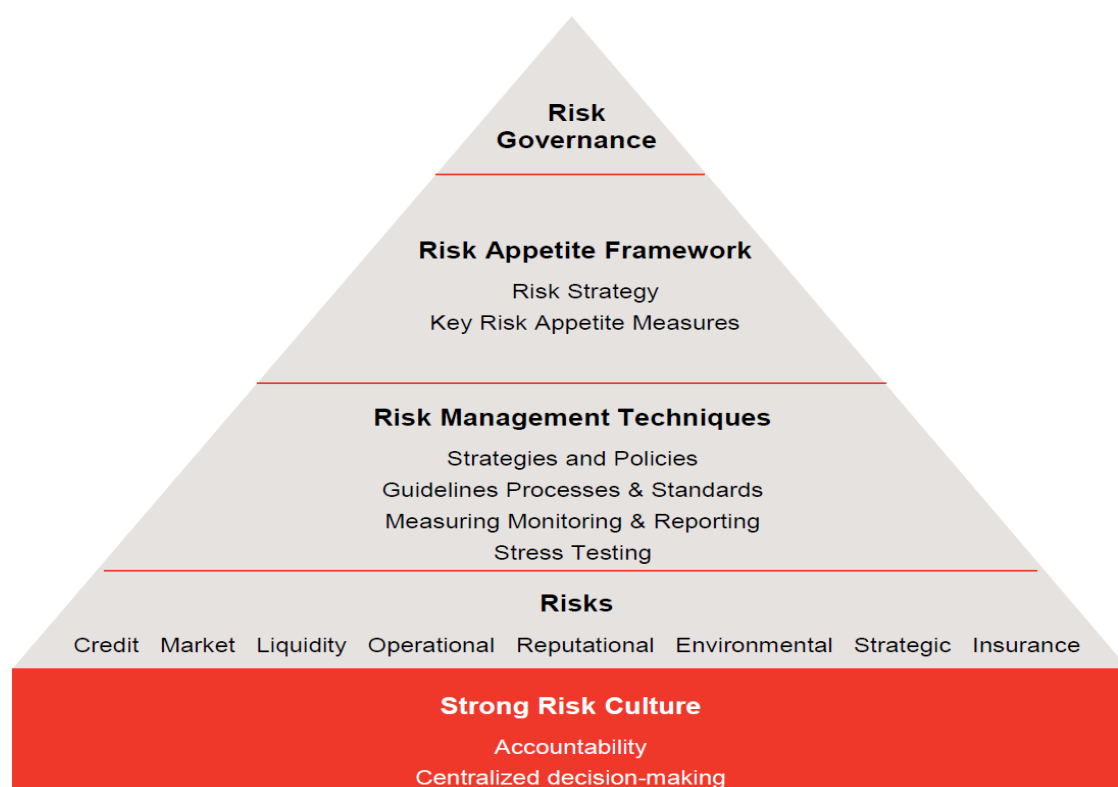 Risk
Governance
Risk Appetite Framework
Risk Strategy
Key Risk Appetite Measures
Risk Management Techniques
Strategies and Policies
Guidelines Processes & Standards
Measuring Monitoring & Reporting
Stress Testing
Risks
Credit Market Liquidity Operational Reputational Environmental Strategic Insurance
Strong Risk Culture
Accountability
Centralized decision-making